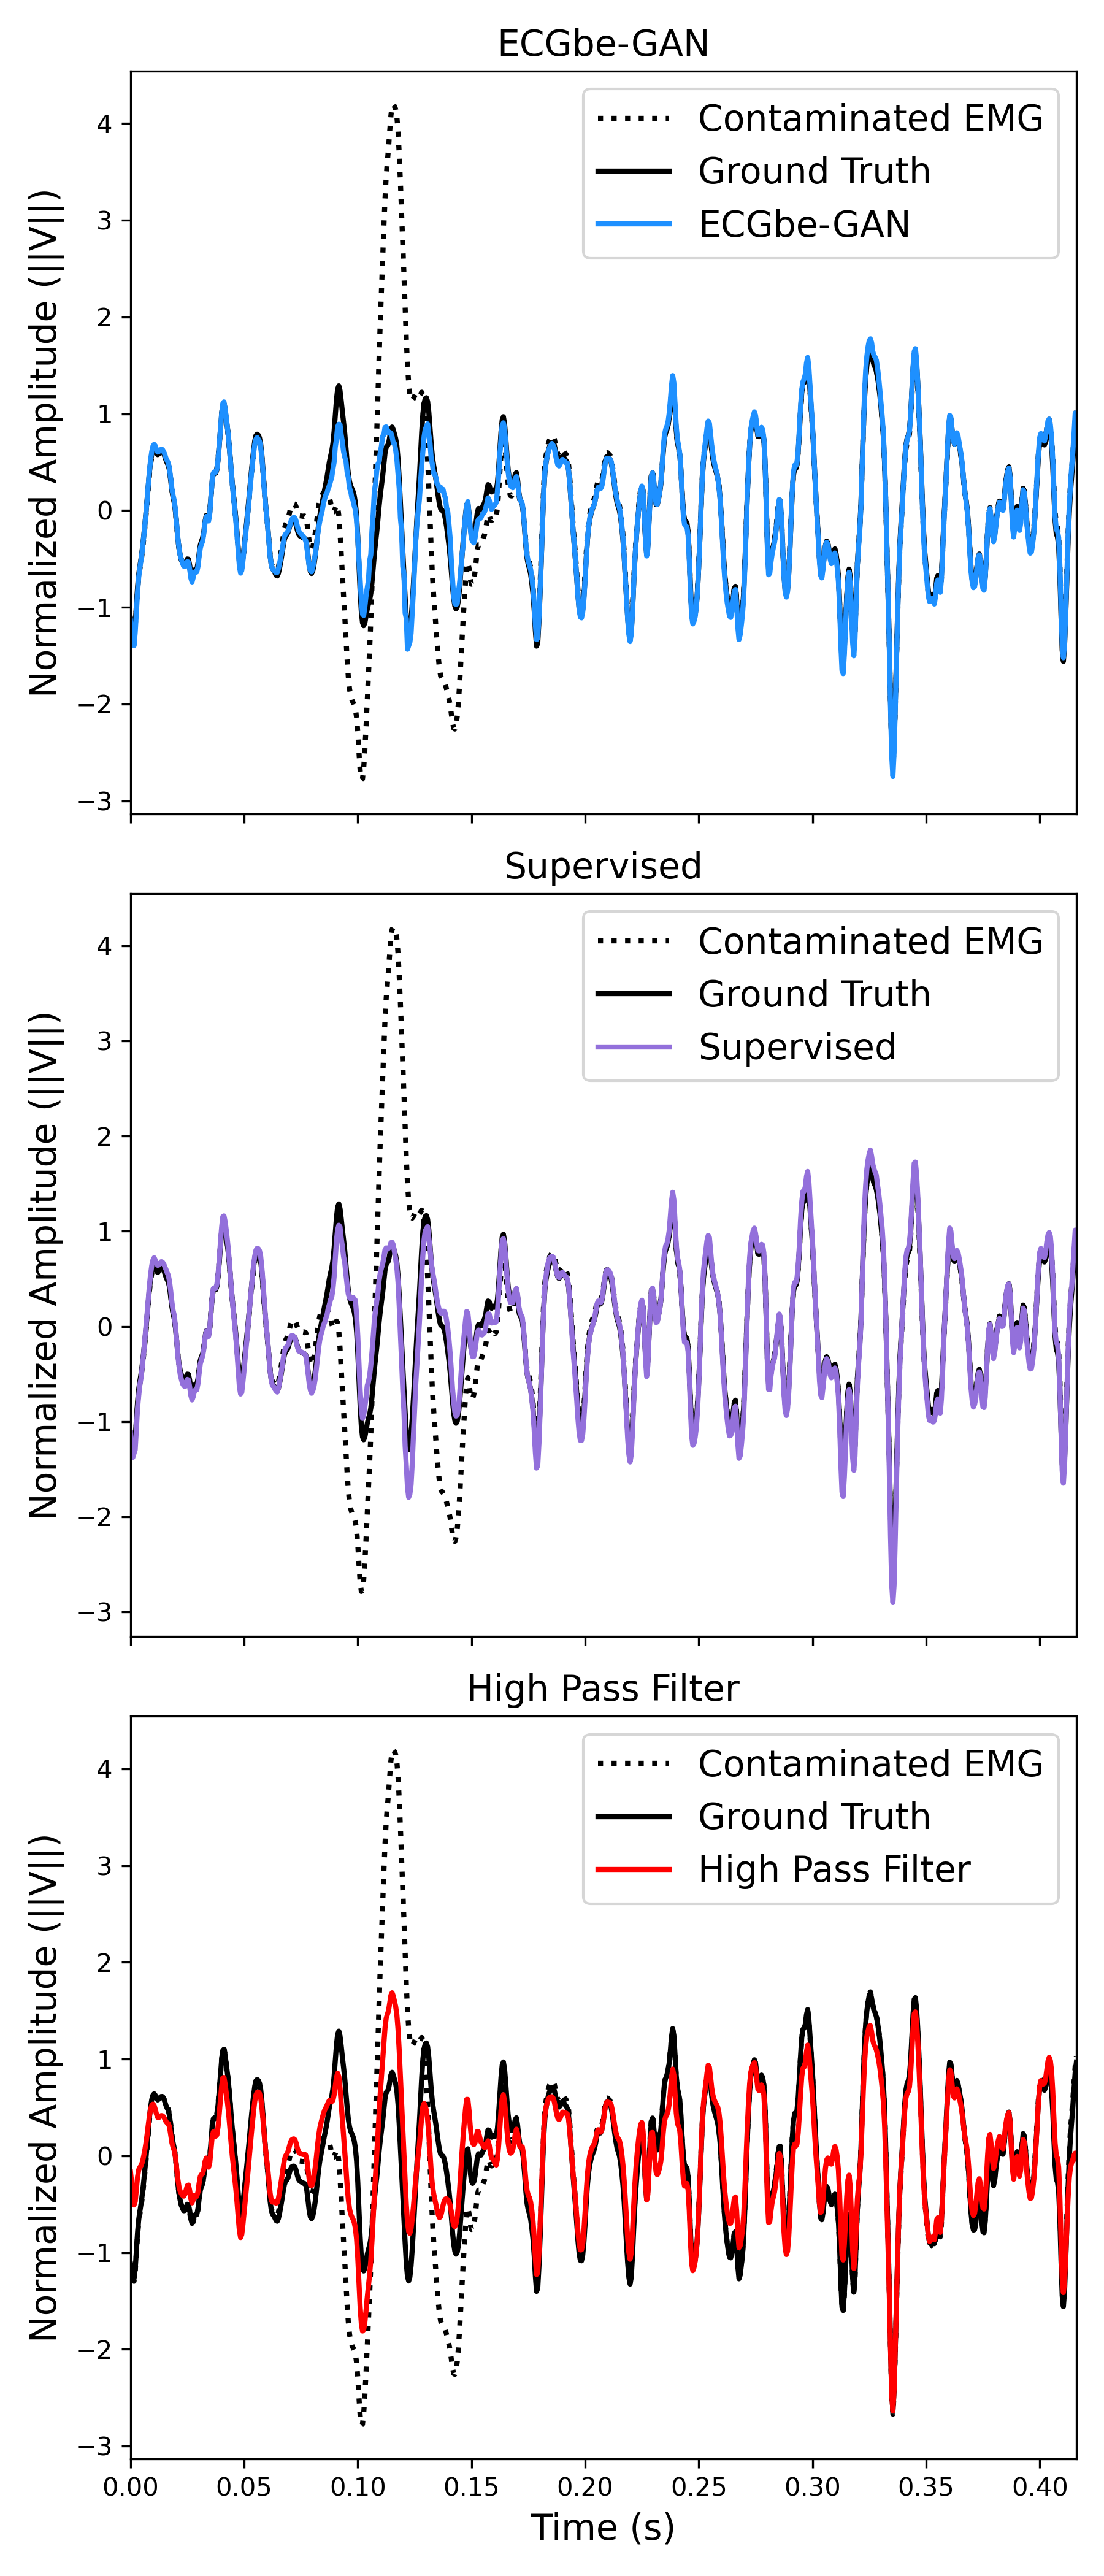 ECGbe-GAN
Normalized Amplitude (||V||)
4
3
2
1
0
−1
−2
−3
Contaminated EMG
Ground Truth
ECGbe-GAN
Supervised
Normalized Amplitude (||V||)
4
3
2
1
0
−1
−2
−3
Contaminated EMG
Ground Truth
Supervised
High Pass Filter
Normalized Amplitude (||V||)
4
3
2
1
0
−1
−2
−3
Contaminated EMG
Ground Truth
High Pass Filter
0.00 0.05 0.10 0.15 0.20 0.25 0.30 0.35 0.40
Time (s)